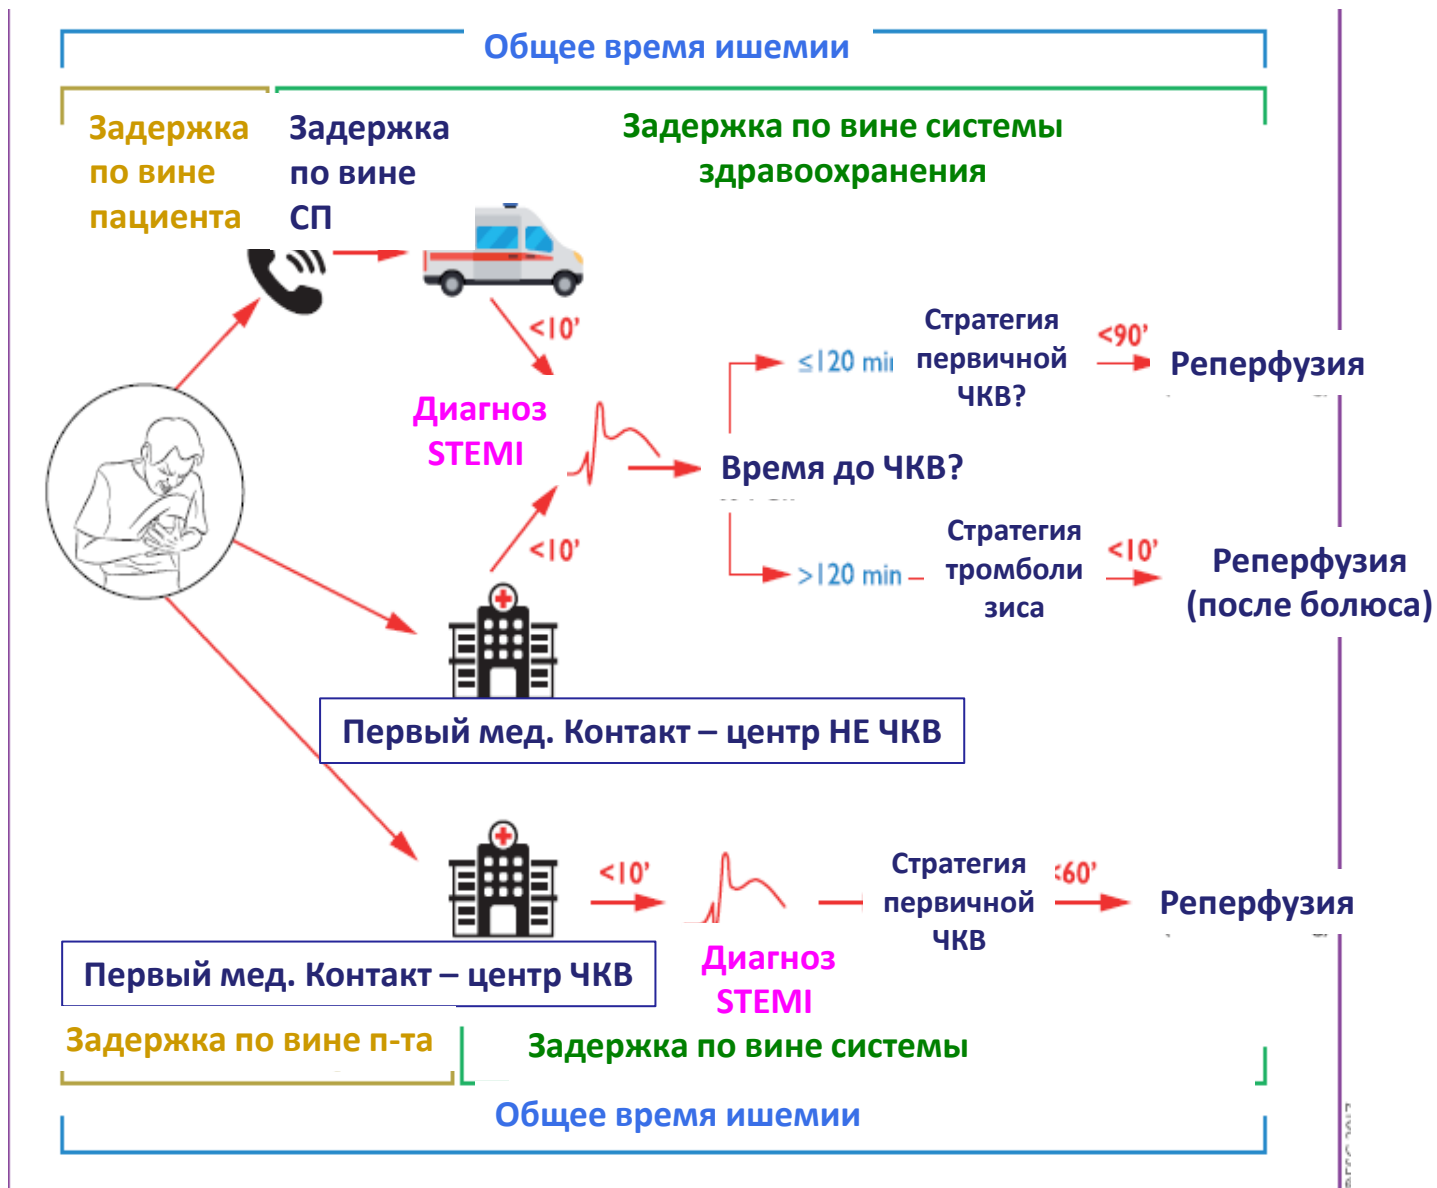 Общее время ишемии
Задержка
по вине
пациента
Задержка
по вине
СП
Задержка по вине системы
здравоохранения
<10'
Диагноз
STEMI
<10'
Время до ЧКВ?
≤120 min
Стратегия
первичной
ЧКВ?
<90'
Реперфузия
>120 min
Стратегия
тромболи
зиса
<10'
Реперфузия
(после болюса)
Первый мед. Контакт – центр НЕ ЧКВ
<10'
Диагноз
STEMI
Стратегия
первичной
ЧКВ
<60'
Реперфузия
Первый мед. Контакт – центр ЧКВ
Задержка по вине п-та
Задержка по вине системы
Общее время ишемии